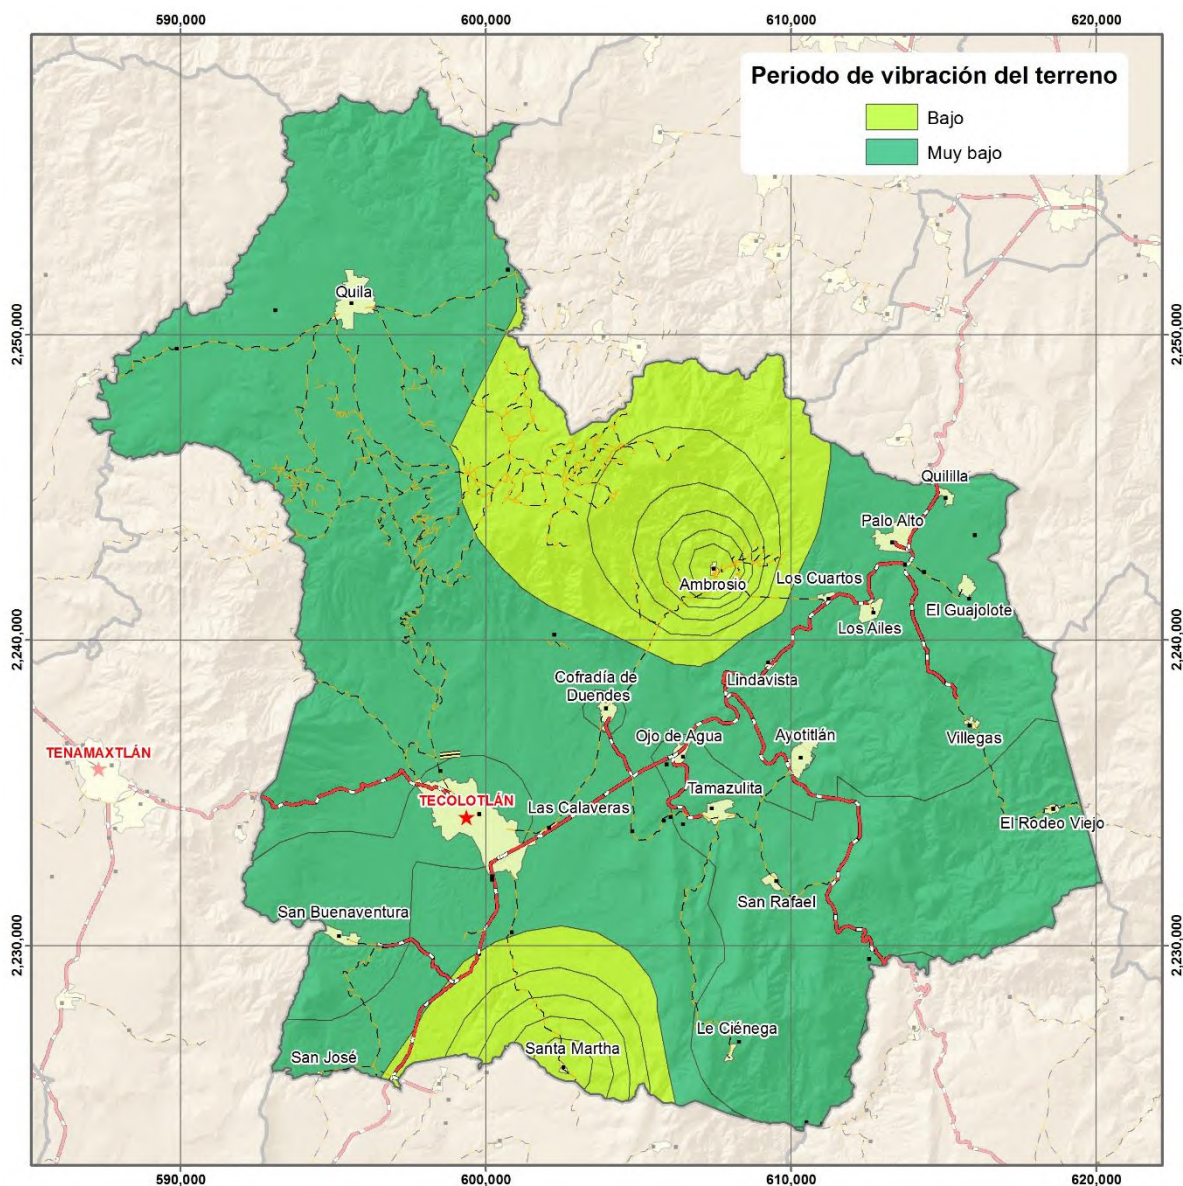 590,000
600,000
610,000
620,000
Periodo de vibración del terreno
Bajo
Muy bajo
Quila
2,250,000
2,250,000
Quililla
Palo Alto
Ambrosio
Los Cuartos
El Guajolote
Los Ailes
2,240,000
2,240,000
Cofradía de
Duendes
Lindavista
Ojo de Agua
Ayotitlán
Villegas
TENAMAXTLÁN
Tamazulita
TECOLOTLÁN
Las Calaveras
El Rodeo Viejo
San Rafael
San Buenaventura
2,230,000
2,230,000
Le Ciénega
San José
Santa Martha
590,000
600,000
610,000
620,000